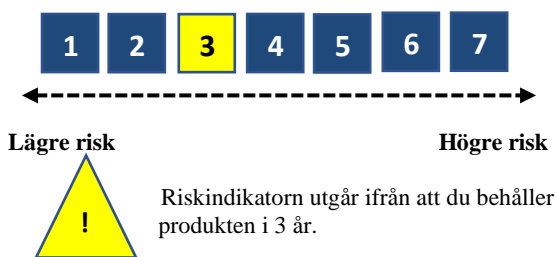 1 2 3 4 5 6 7
Lägre risk Högre risk
! Riskindikatorn utgår ifrån att du behåller
produkten i 3 år.